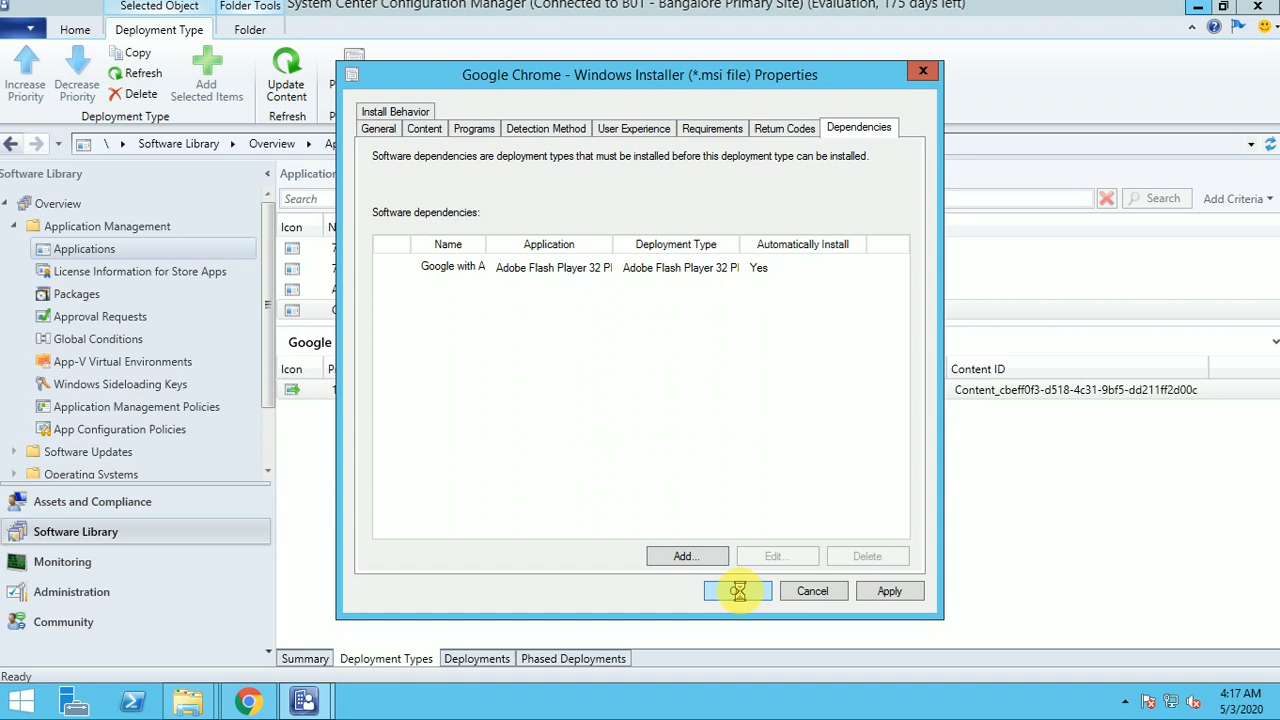 Selected Object
Folder Tools
System Center Configuration Manager (Connected to BU1 - Bangalore Primary Site) (Evaluation, 175 days left)
Home
Deployment Type
Folder
Increase Priority
Decrease Priority
Copy
Refresh
Delete
Add Selected Items
Update Content
Deployment Type
Refresh
\
Software Library
Overview
Software Library
Overview
Application Management
Applications
License Information for Store Apps
Packages
Approval Requests
Global Conditions
App-V Virtual Environments
Windows Sideloading Keys
Application Management Policies
App Configuration Policies
Software Updates
Operating Systems
Assets and Compliance
Software Library
Monitoring
Administration
Community
Ready
Search
Icon
Google
Icon
Search
Add Criteria
Content ID
Content_cbeff0f3-d518-4c31-9bf5-dd211ff2d00c
Google Chrome - Windows Installer (*.msi file) Properties
Install Behavior
General
Content
Programs
Detection Method
User Experience
Requirements
Return Codes
Dependencies
Software dependencies are deployment types that must be installed before this deployment type can be installed.
Software dependencies:
Name
Application
Deployment Type
Automatically Install
Google with A
Adobe Flash Player 32 Pl
Adobe Flash Player 32 Pl
Yes
Add...
Edit...
Delete
Cancel
Apply
Summary
Deployment Types
Deployments
Phased Deployments
4:17 AM
5/3/2020